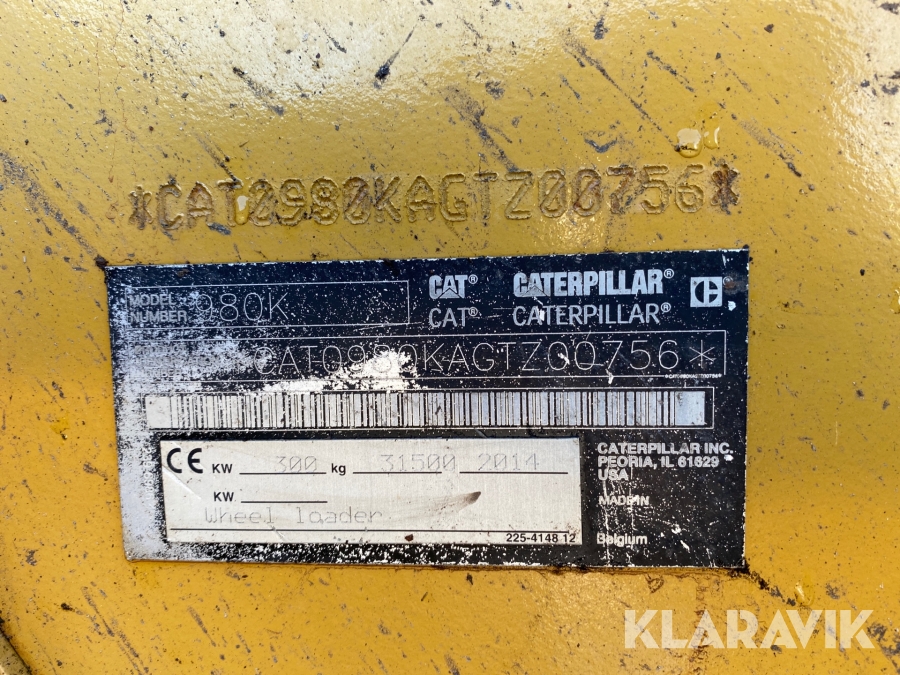 *CAT0980KAGTZ00756*
MODEL NUMBER 980K
CAT® CATERPILLAR®
CAT® CATERPILLAR®
CAT0980KAGTZ00756*
CE KW 300 kg 31500 2014
KW
Wheel loader
225-4148 12
CATERPILLAR INC.
PEORIA, IL 61629
USA
MADE IN
Belgium
KLARAVIK